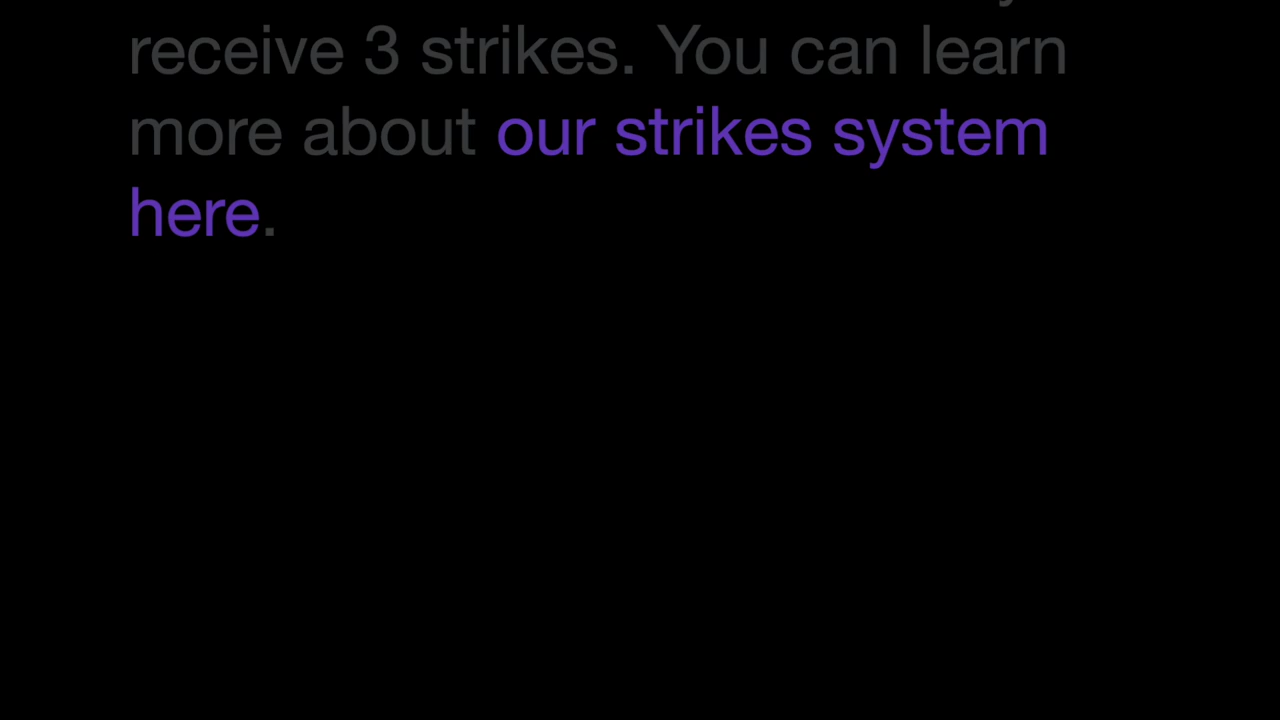 receive 3 strikes. You can learn
more about our strikes system
here.